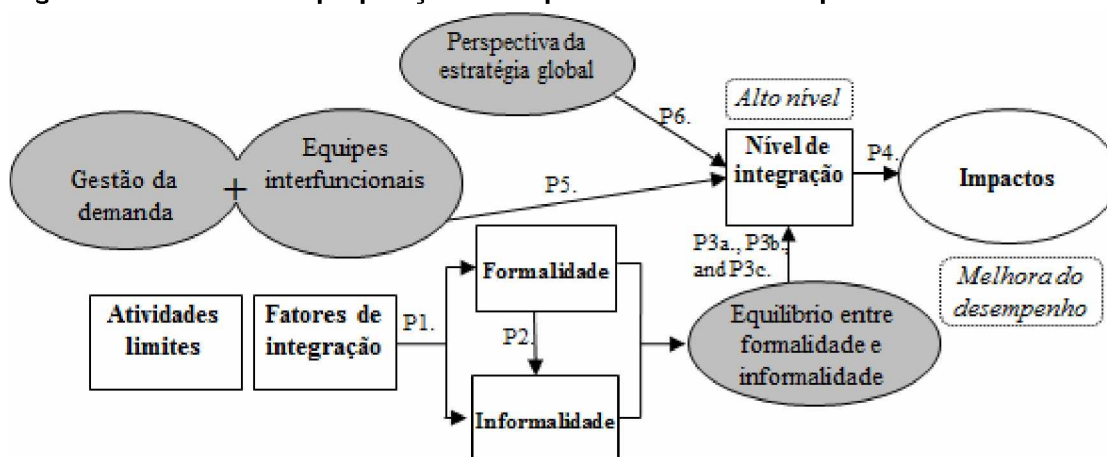 Perspectiva da
estratégia global
Alto nível
P6.
Nível de
integração
P4.
Impactos
Equipes
interfuncionais
Gestão da
demanda
+
P5.
P3a., P3b.,
and P3c.
Formalidade
Melhora do
desempenho
Atividades
limites
Fatores de
integração
P1.
P2.
Equilibrio entre
formalidade e
informalidade
Informalidade